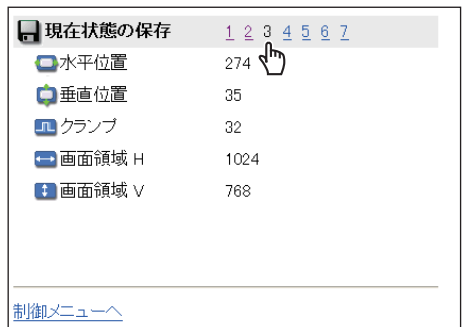 現在状態の保存 1 2 3 4 5 6 7
水平位置 274
垂直位置 35
クランプ 32
画面領域 H 1024
画面領域 V 768
制御メニューへ